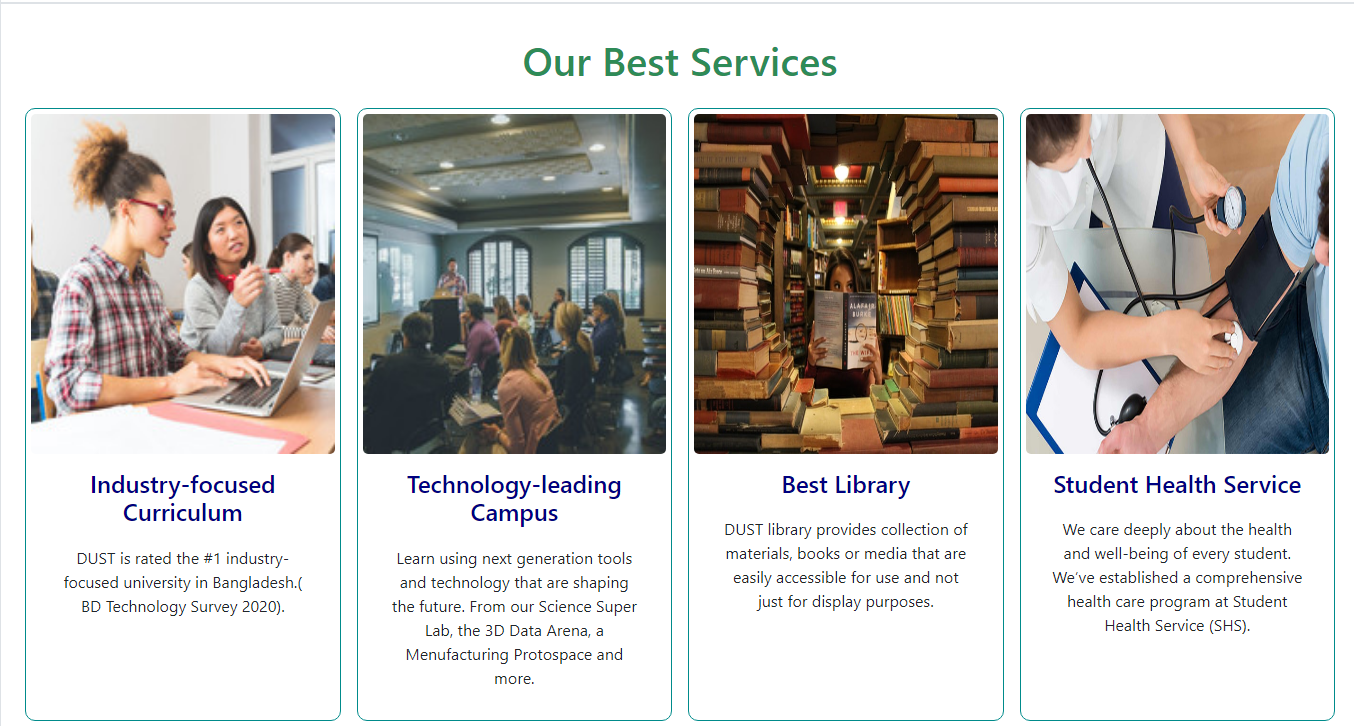 Our Best Services
Industry-focused
Curriculum
DUST is rated the #1 industry-
focused university in Bangladesh.(
BD Technology Survey 2020).
Technology-leading
Campus
Learn using next generation tools
and technology that are shaping
the future. From our Science Super
Lab, the 3D Data Arena, a
Menufacturing Protospace and
more.
ALAFAIR
BURKE
Best Library
DUST library provides collection of
materials, books or media that are
easily accessible for use and not
just for display purposes.
Student Health Service
We care deeply about the health
and well-being of every student.
We've established a comprehensive
health care program at Student
Health Service (SHS).